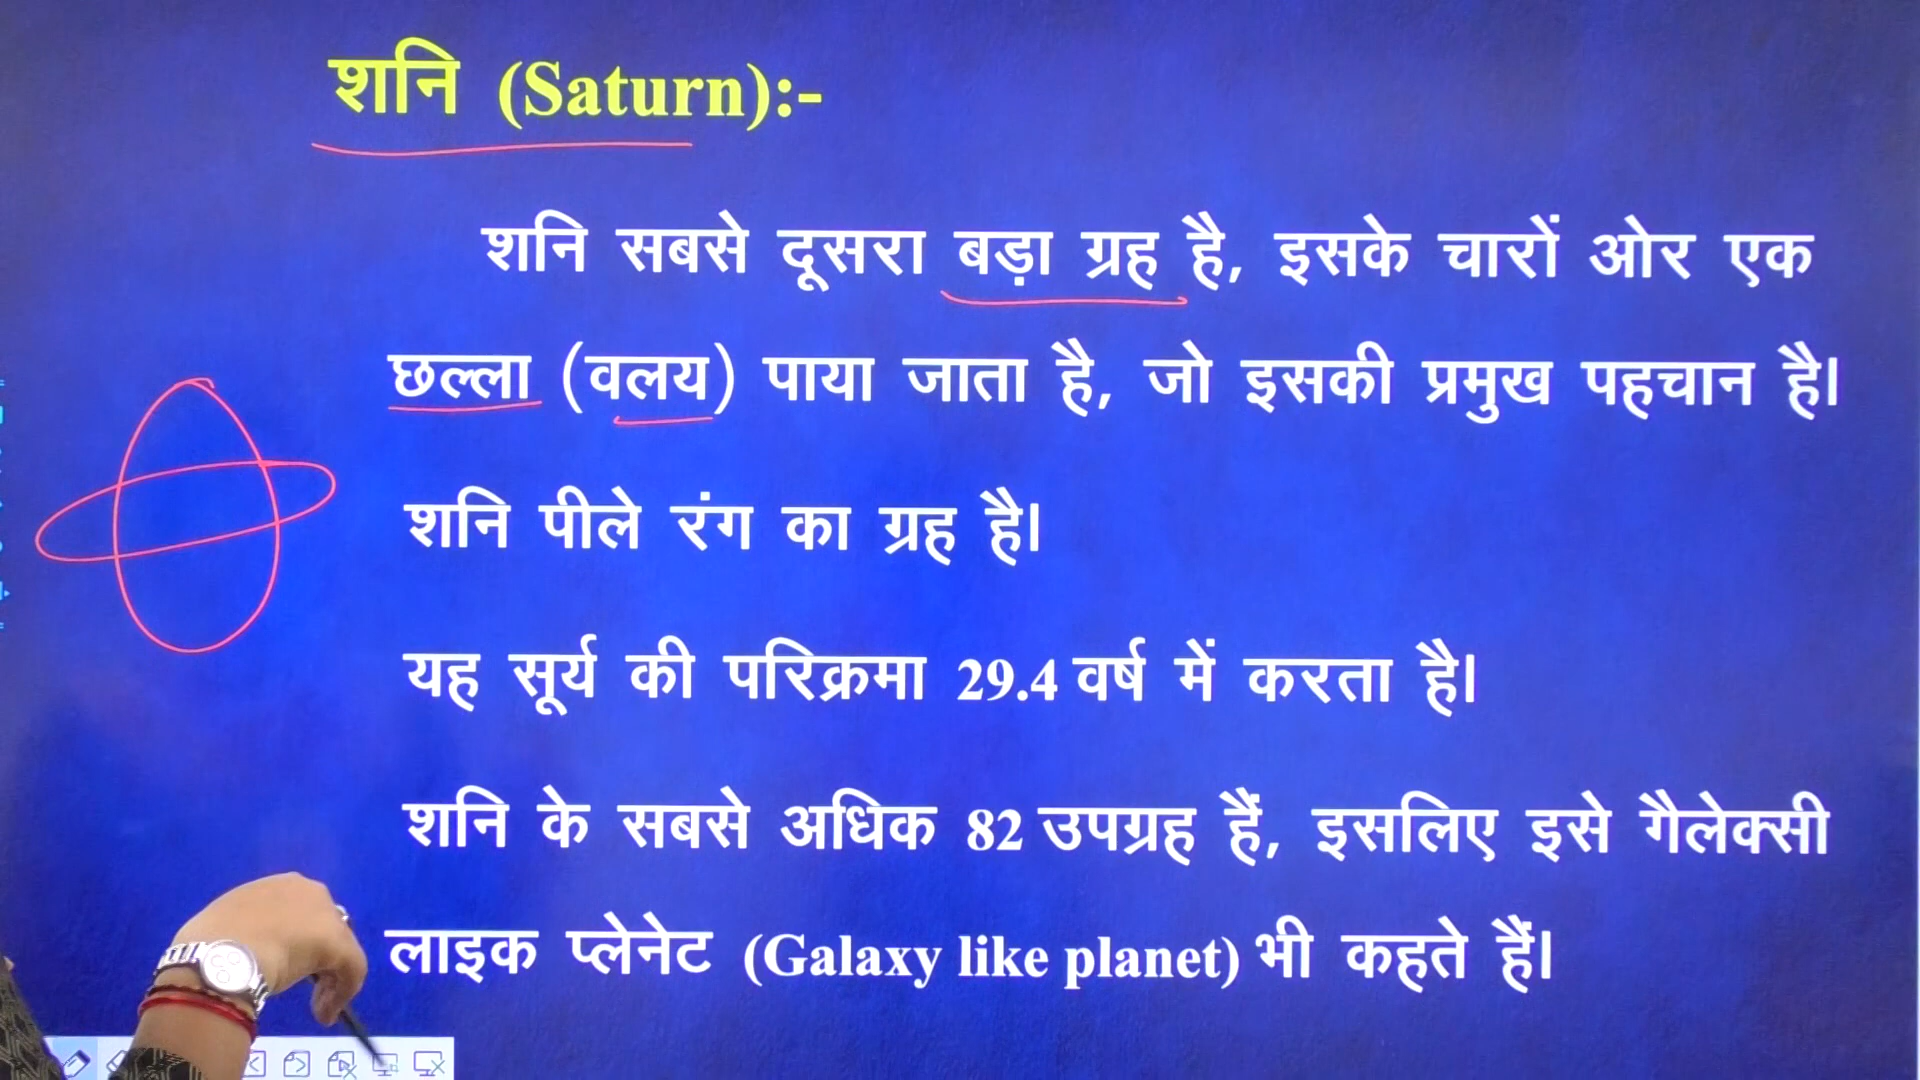 शनि (Saturn):-
शनि सबसे दूसरा बड़ा ग्रह है, इसके चारों ओर एक
छल्ला (वलय) पाया जाता है, जो इसकी प्रमुख पहचान है।
शनि पीले रंग का ग्रह है।
यह सूर्य की परिक्रमा 29.4 वर्ष में करता है।
शनि के सबसे अधिक 82 उपग्रह हैं, इसलिए इसे गैलेक्सी
लाइक प्लेनेट (Galaxy like planet) भी कहते हैं।